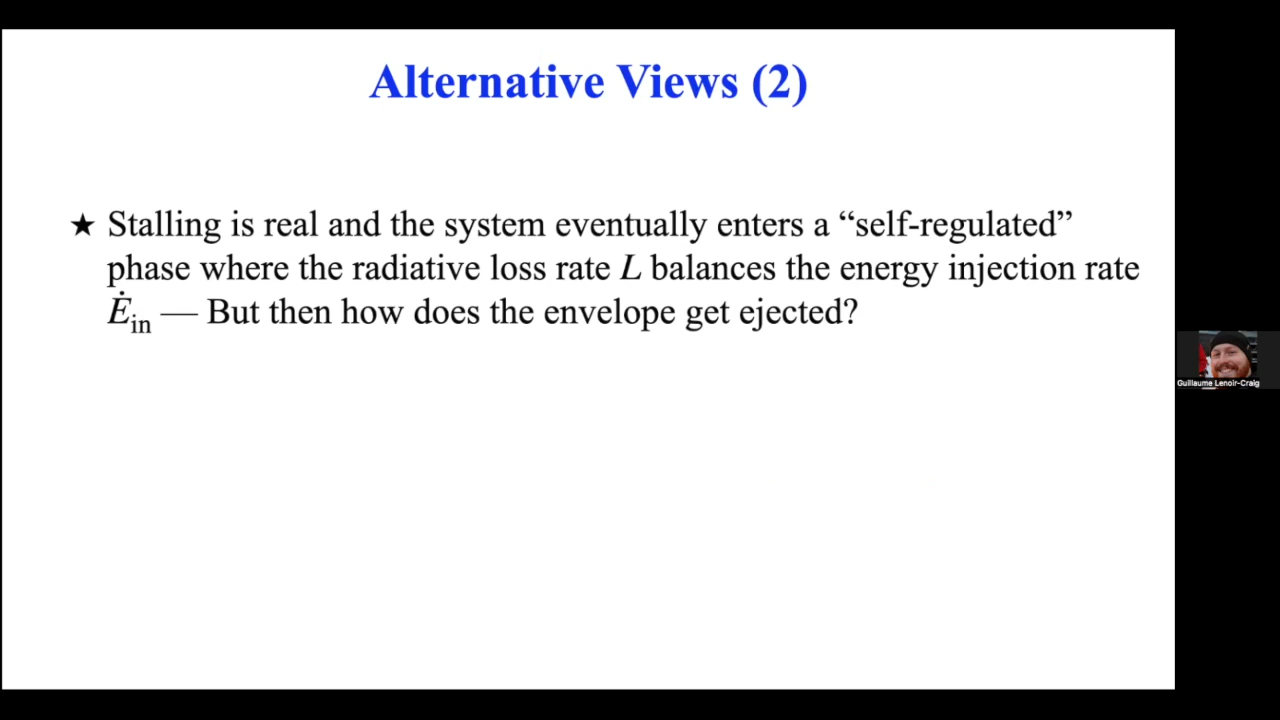 Alternative Views (2)
★ Stalling is real and the system eventually enters a “self-regulated”
phase where the radiative loss rate L balances the energy injection rate
Ė_in — But then how does the envelope get ejected?
Guillaume Lenoir-Craig